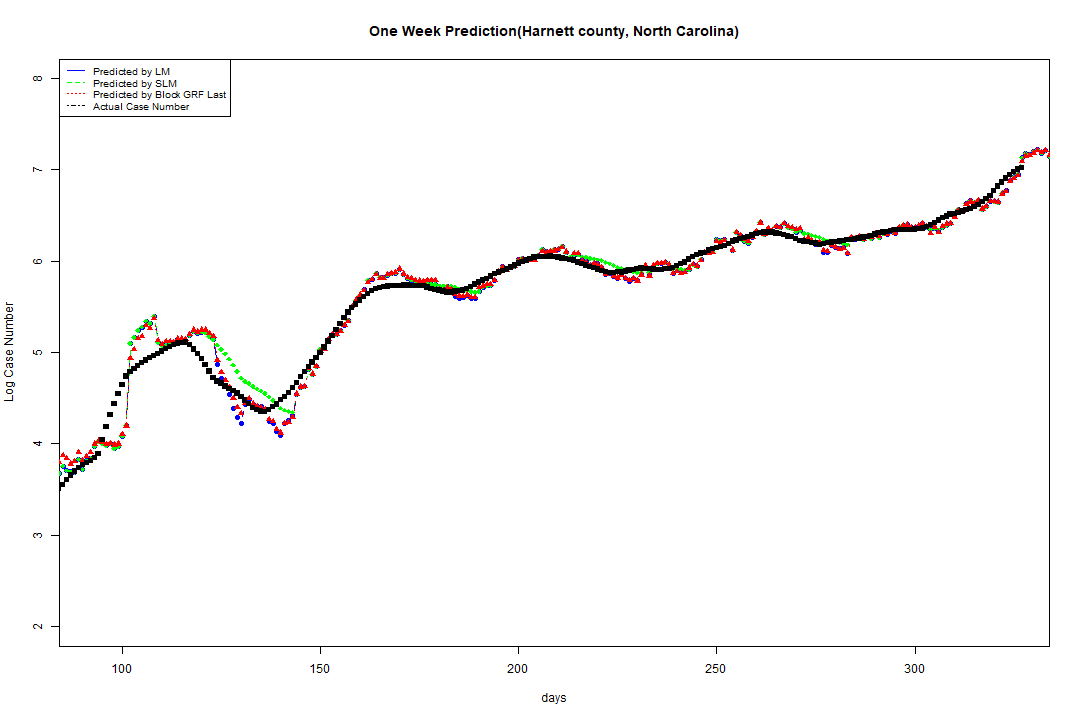 One Week Prediction(Harnett county, North Carolina)
Predicted by LM
Predicted by SLM
Predicted by Block GRF Last
Actual Case Number
8
7
6
5
4
3
2
Log Case Number
100 150 200 250 300
days